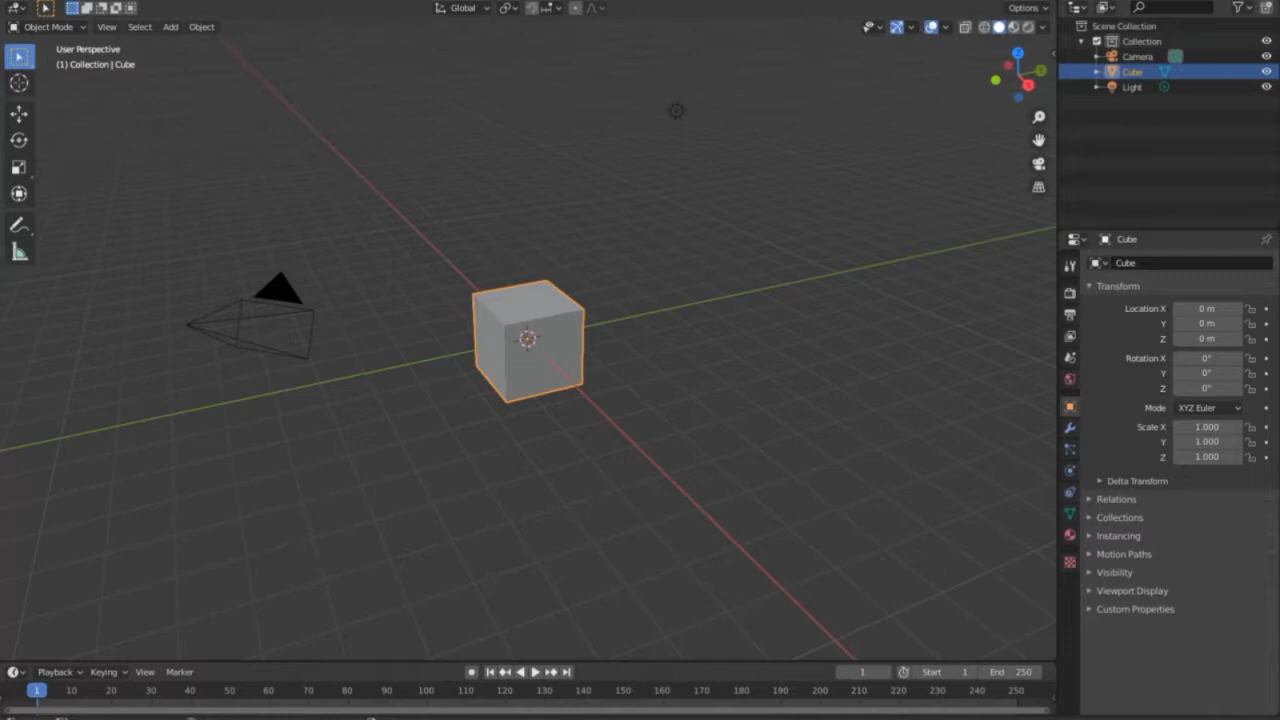 Global
Options
Object Mode View Select Add Object
User Perspective
(1) Collection | Cube
Scene Collection
Collection
Camera
Cube
Light
Cube
Cube
Transform
Location X 0 m
Y 0 m
Z 0 m
Rotation X 0°
Y 0°
Z 0°
Mode XYZ Euler
Scale X 1.000
Y 1.000
Z 1.000
Delta Transform
Relations
Collections
Instancing
Motion Paths
Visibility
Viewport Display
Custom Properties
Playback Keying View Marker 1 Start 1 End 250
1 10 20 30 40 50 60 70 80 90 100 110 120 130 140 150 160 170 180 190 200 210 220 230 240 250